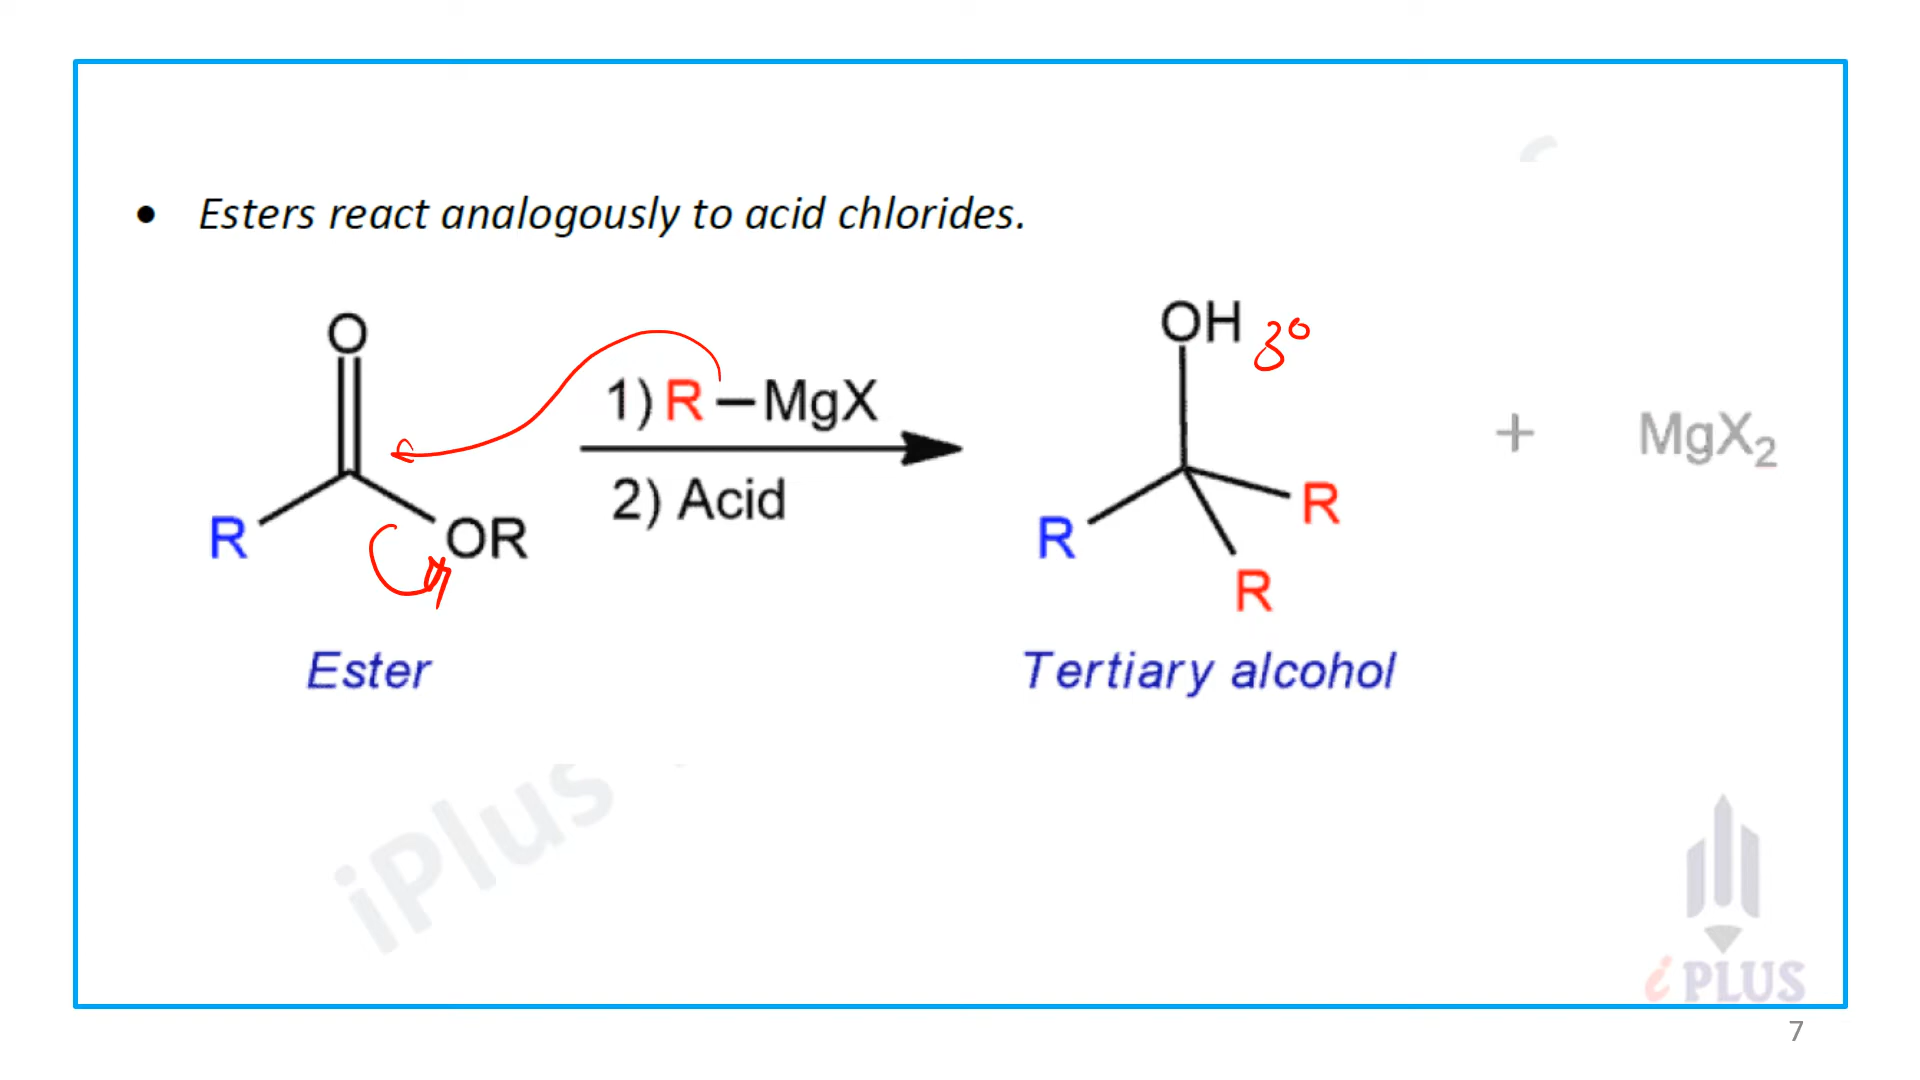 • Esters react analogously to acid chlorides.
O
R
OR
1) R–MgX
2) Acid
OH 3°
R
R
R
+ MgX₂
Ester
Tertiary alcohol
iPlus
i PLUS
7